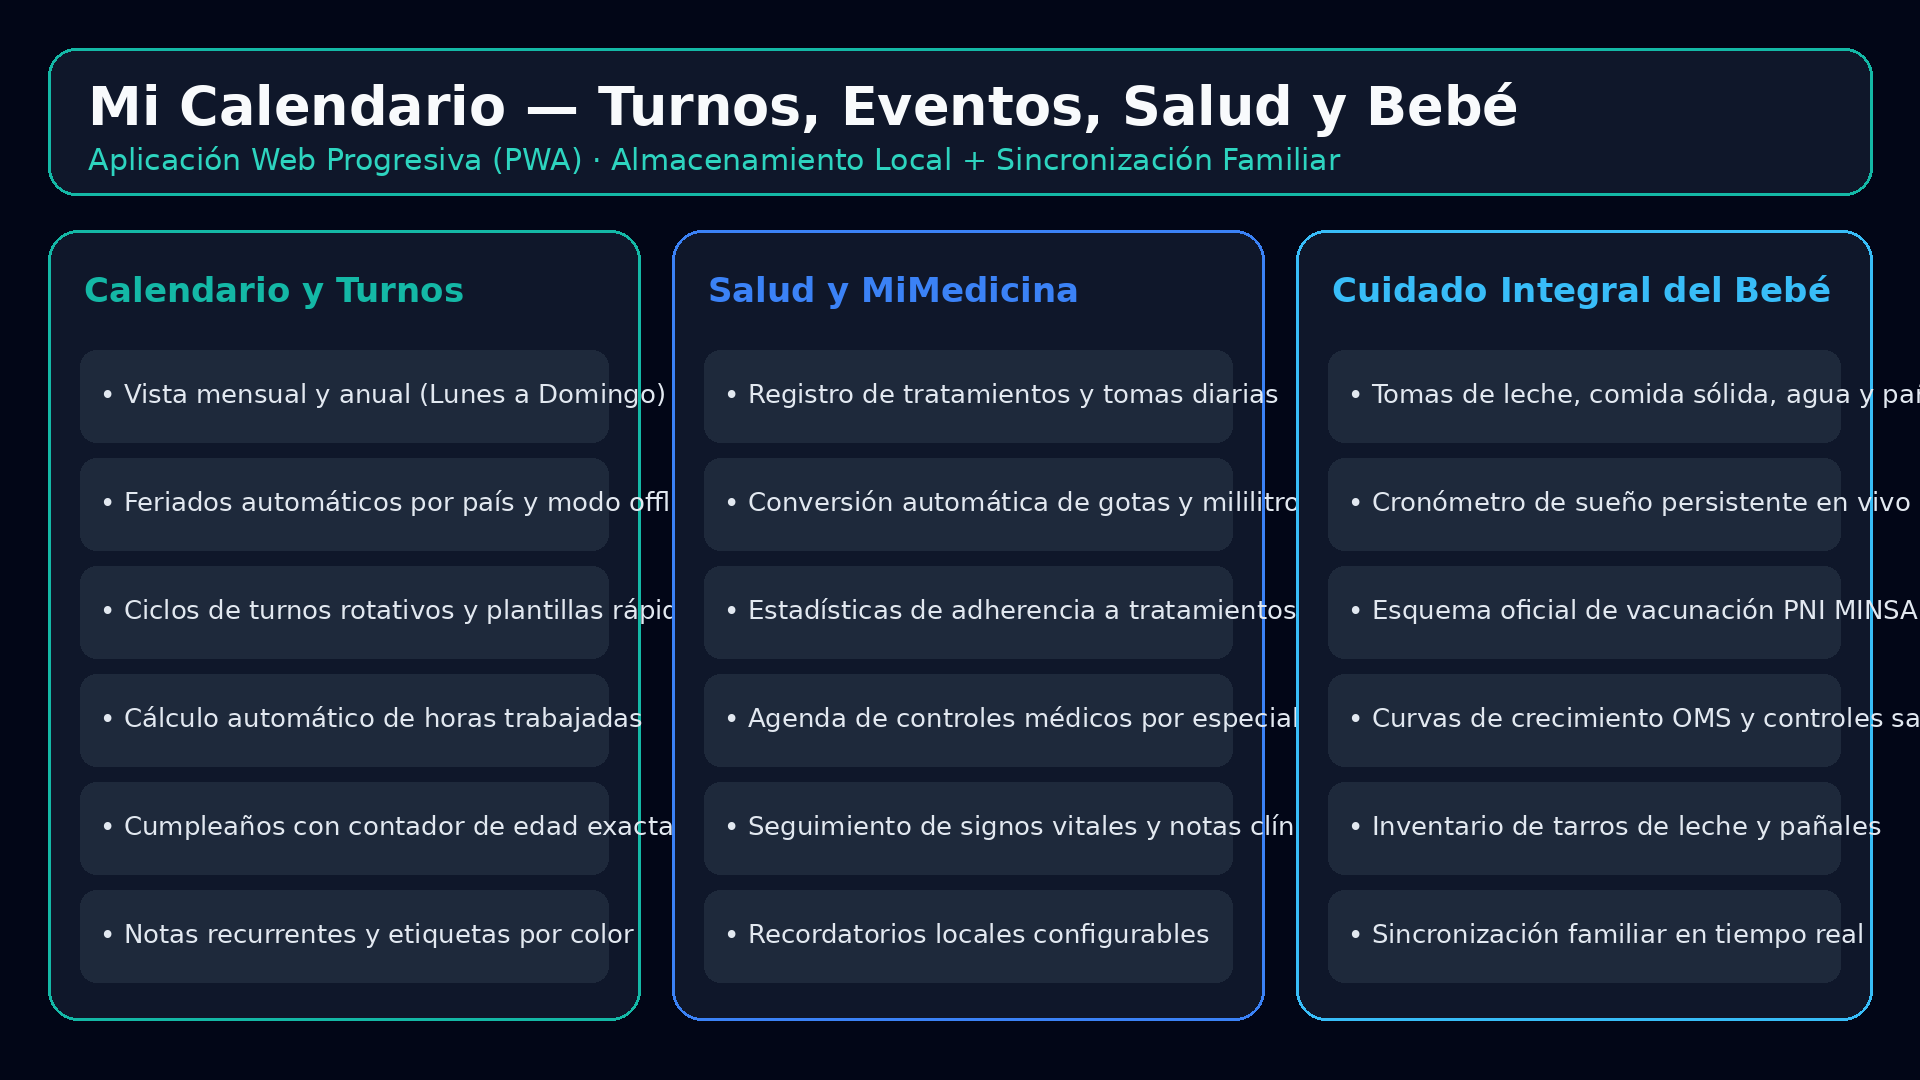 Mi Calendario — Turnos, Eventos, Salud y Bebé
Aplicación Web Progresiva (PWA) · Almacenamiento Local + Sincronización Familiar
Calendario y Turnos
• Vista mensual y anual (Lunes a Domingo)
• Feriados automáticos por país y modo
• Ciclos de turnos rotativos y plantillas
• Cálculo automático de horas trabajadas
• Cumpleaños con contador de edad exacta
• Notas recurrentes y etiquetas por color
Salud y MiMedicina
• Registro de tratamientos y tomas diarias
• Conversión automática de gotas y mililitro
• Estadísticas de adherencia a tratamientos
• Agenda de controles médicos por
• Seguimiento de signos vitales y notas
• Recordatorios locales configurables
Cuidado Integral del Bebé
• Tomas de leche, comida sólida, agua y
• Cronómetro de sueño persistente en vivo
• Esquema oficial de vacunación PNI MINSA
• Curvas de crecimiento OMS y controles
• Inventario de tarros de leche y pañales
• Sincronización familiar en tiempo real